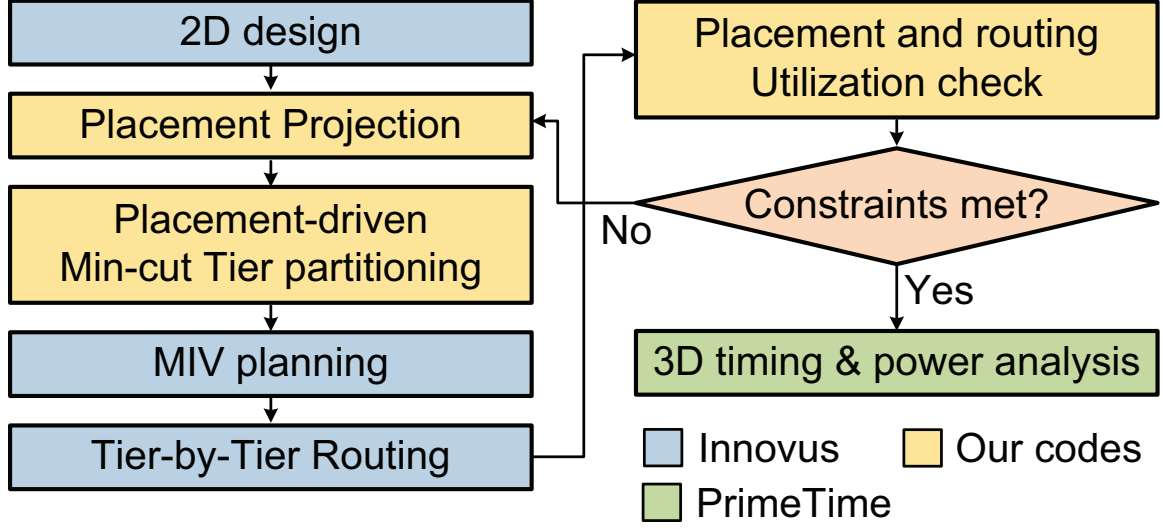 2D design
Placement Projection
Placement-driven
Min-cut Tier partitioning
MIV planning
Tier-by-Tier Routing
Placement and routing
Utilization check
Constraints met?
No
Yes
3D timing & power analysis
Innovus
Our codes
PrimeTime